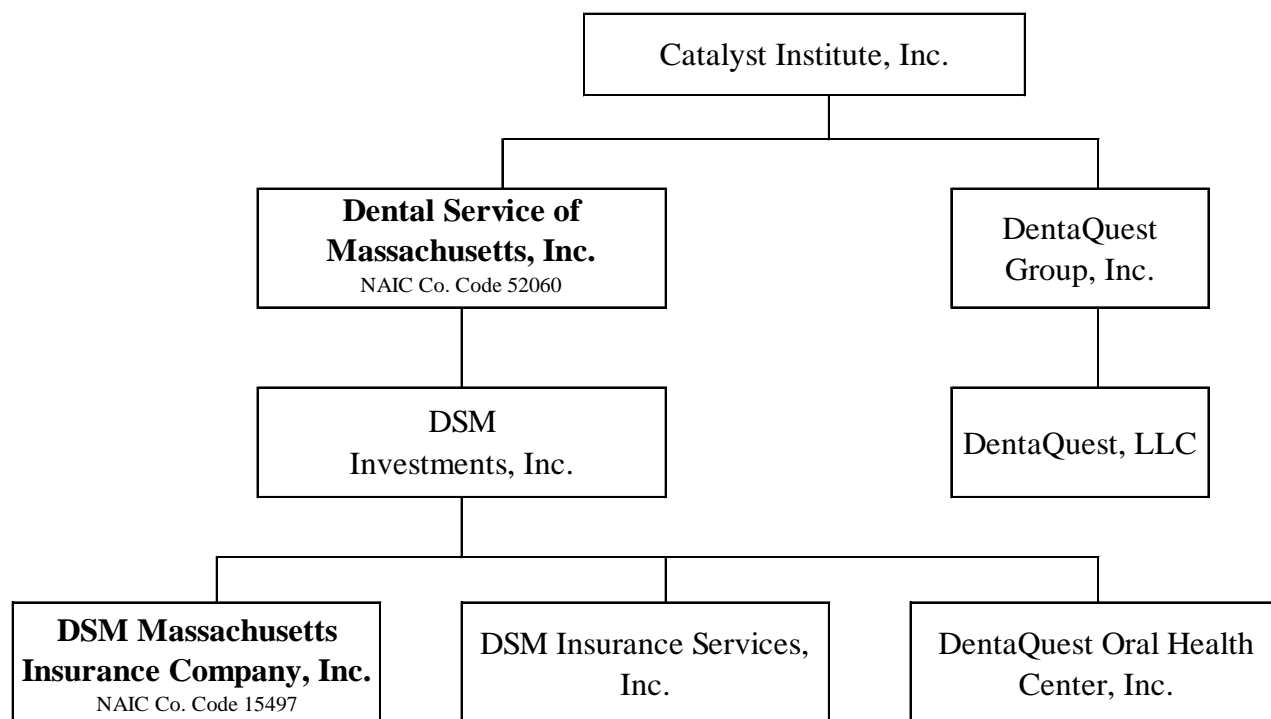 Catalyst Institute, Inc.
Dental Service of
Massachusetts, Inc.
NAIC Co. Code 52060
DentaQuest
Group, Inc.
DSM
Investments, Inc.
DentaQuest, LLC
DSM Massachusetts
Insurance Company, Inc.
NAIC Co. Code 15497
DSM Insurance Services,
Inc.
DentaQuest Oral Health
Center, Inc.